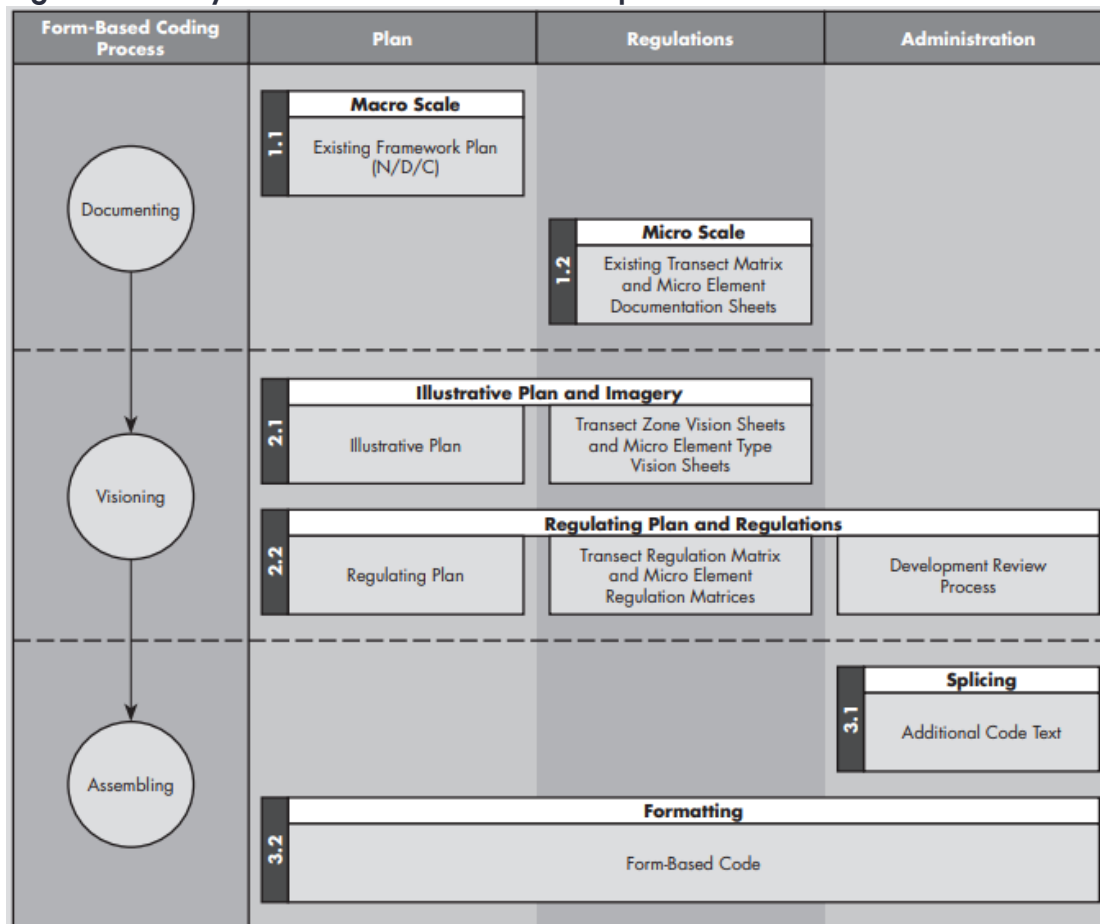 Form-Based Coding
Process
Plan
Regulations
Administration
Documenting
1.1
Macro Scale
Existing Framework Plan
(N/D/C)
1.2
Micro Scale
Existing Transect Matrix
and Micro Element
Documentation Sheets
Visioning
2.1
Illustrative Plan and Imagery
Illustrative Plan
Transect Zone Vision Sheets
and Micro Element Type
Vision Sheets
2.2
Regulating Plan and Regulations
Regulating Plan
Transect Regulation Matrix
and Micro Element
Regulation Matrices
Development Review
Process
Assembling
3.1
Splicing
Additional Code Text
3.2
Formatting
Form-Based Code